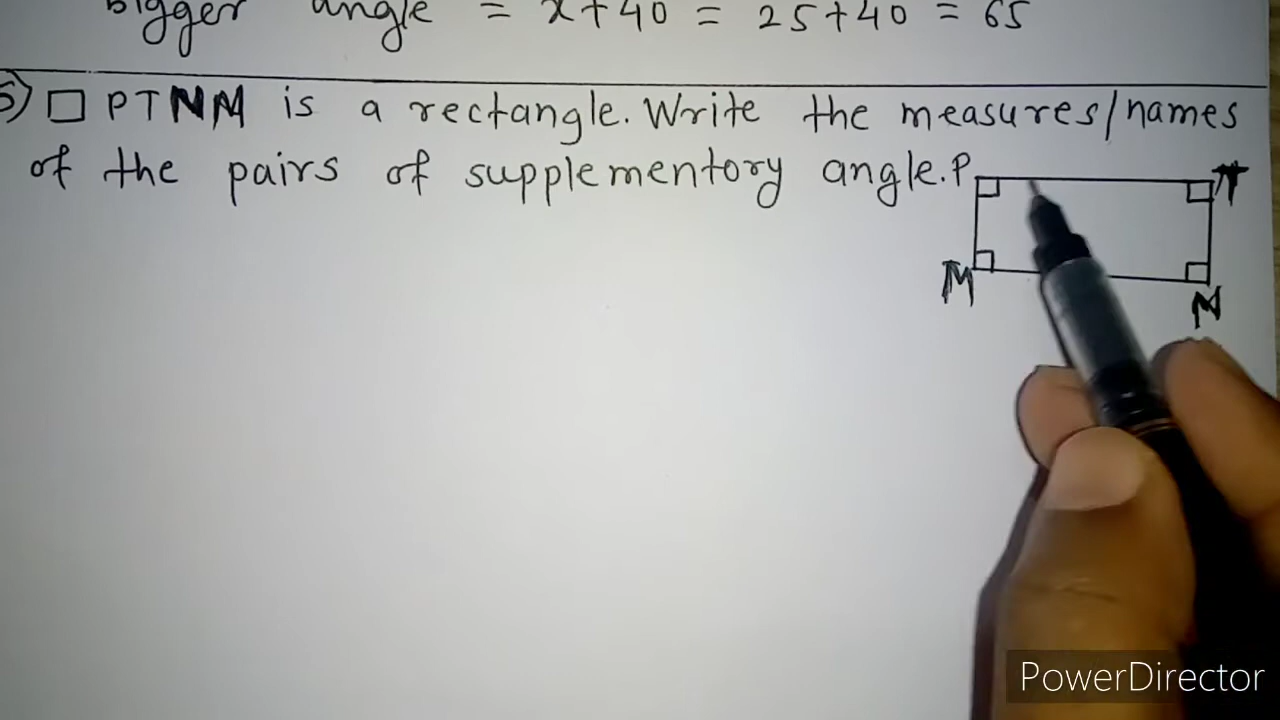 bigger angle = x+40 = 25+40 = 65
5) □ PTNM is a rectangle. Write the measures/names
of the pairs of supplementory angle. P
T
M
N
PowerDirector